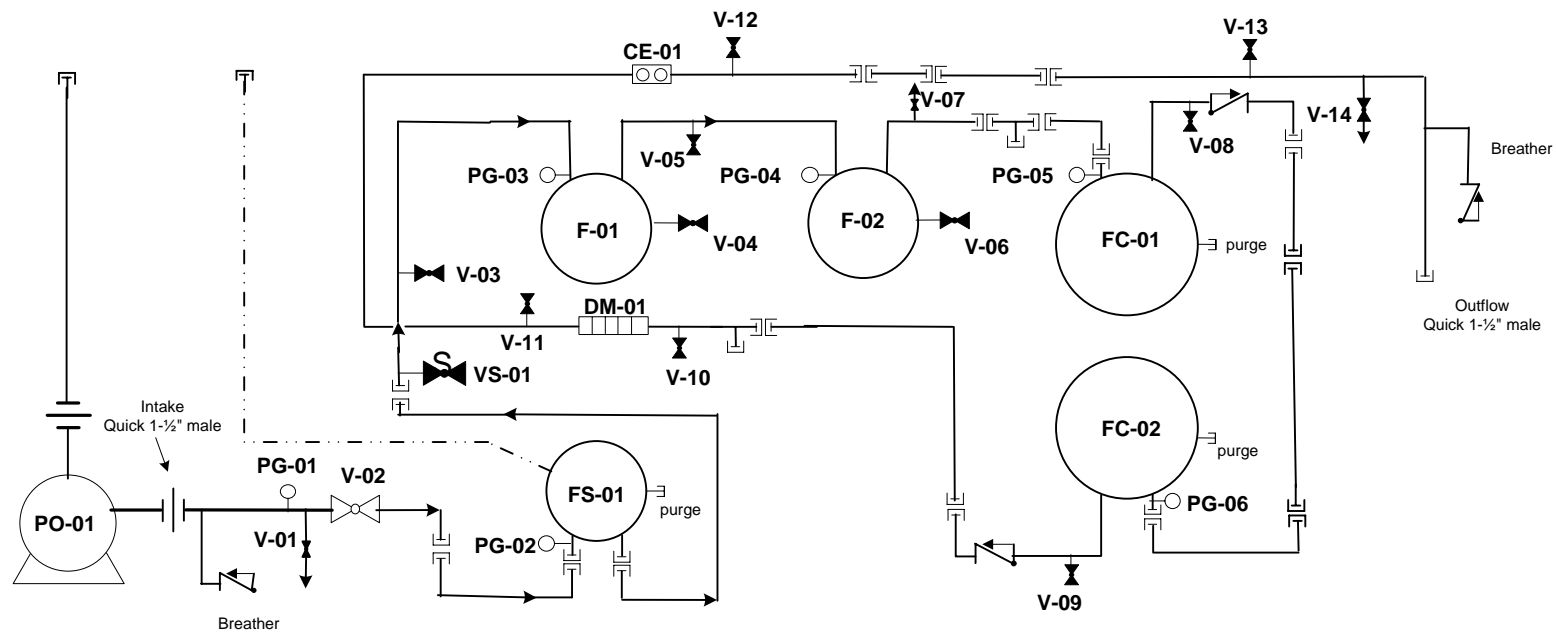 V-12
V-13
CE-01
V-07
V-14
V-08
Breather
V-05
PG-03
PG-04
PG-05
F-01
F-02
FC-01
V-04
V-06
purge
V-03
DM-01
Outflow
Quick 1-½" male
V-11
S
VS-01
V-10
Intake
Quick 1-½" male
FC-02
purge
PG-01
V-02
FS-01
purge
PG-06
PO-01
V-01
PG-02
V-09
Breather